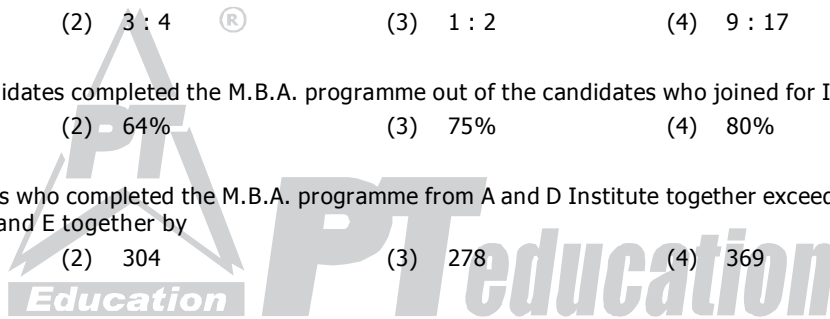 (2) 3 : 4 ® (3) 1 : 2 (4) 9 : 17
idates completed the M.B.A. programme out of the candidates who joined for I
(2) 64% (3) 75% (4) 80%
s who completed the M.B.A. programme from A and D Institute together exceed
and E together by
(2) 304 (3) 278 (4) 369
PT
Education
PT education